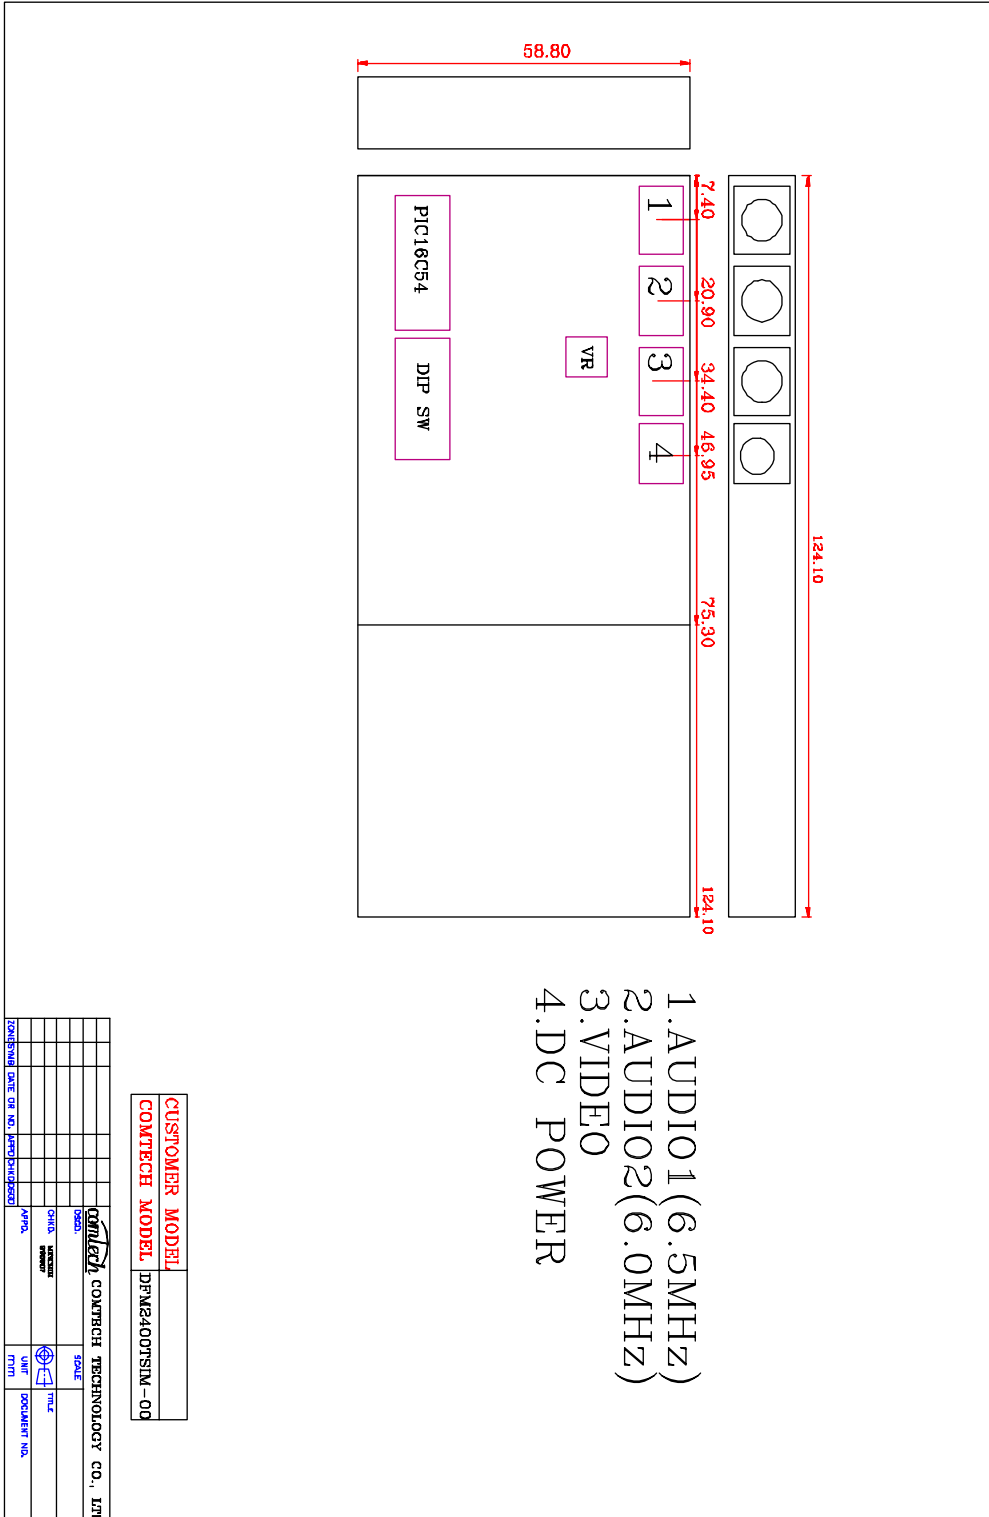 58.80
7.40
20.90
34.40
46.95
75.30
124.10
124.10
1
2
3
4
PIC16C54
DIP SW
VR
1.AUDIO1(6.5MHz)
2.AUDIO2(6.0MHz)
3.VIDEO
4.DC POWER
CUSTOMER MODEL
COMTECH MODEL DFM2400TSIM-00
comtech COMTECH TECHNOLOGY CO., LT
DSGD.
SCALE
CHKD.
TITLE
APPD.
UNIT
mm
DOCUMENT NO.
ZONE SYMB DATE OR NO. APPD CHKD DSGD